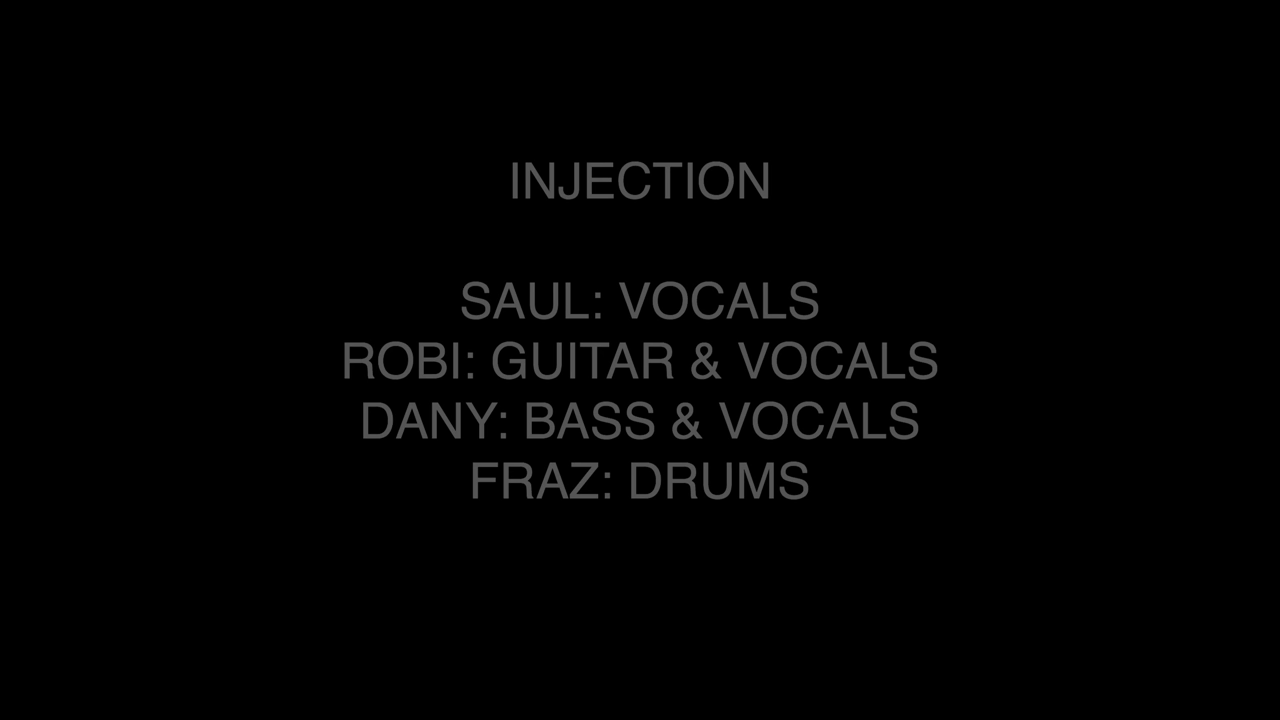 INJECTION
SAUL: VOCALS
ROBI: GUITAR & VOCALS
DANY: BASS & VOCALS
FRAZ: DRUMS